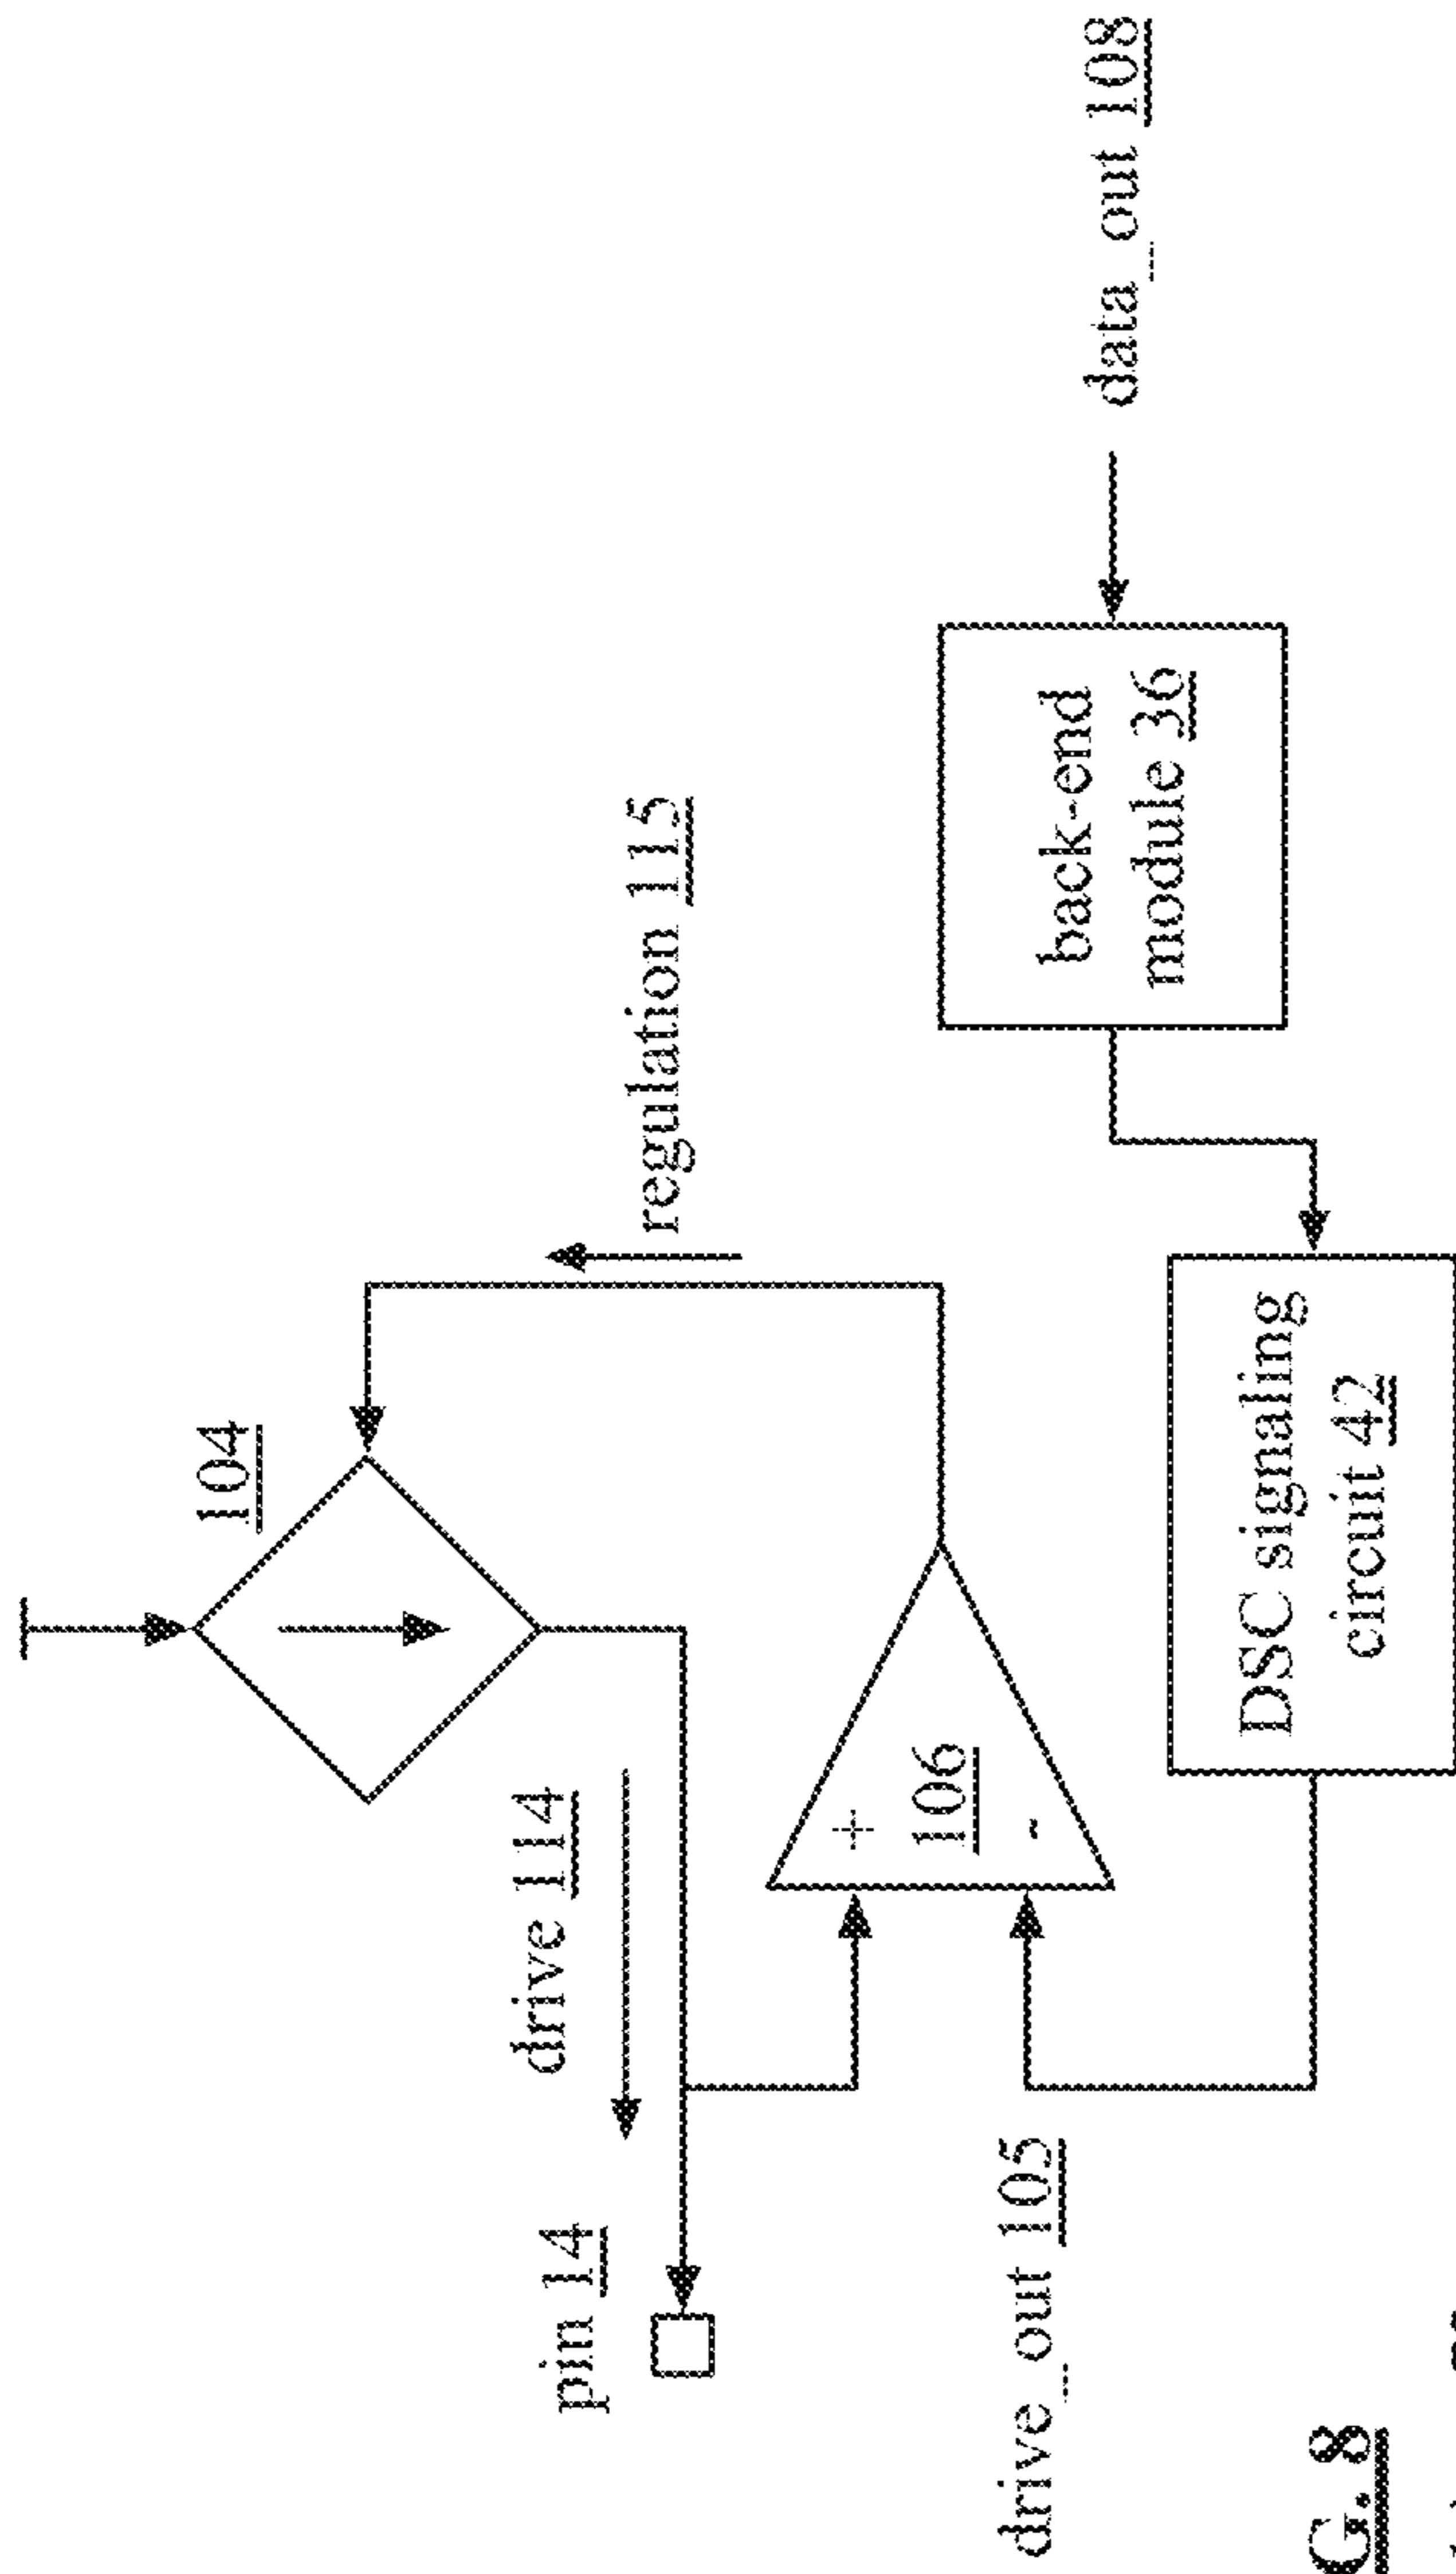 104
regulation 115
data_out 108
drive 114
pin 14
+
106
-
back-end
module 36
drive_out 105
DSC signaling
circuit 42
G. 8